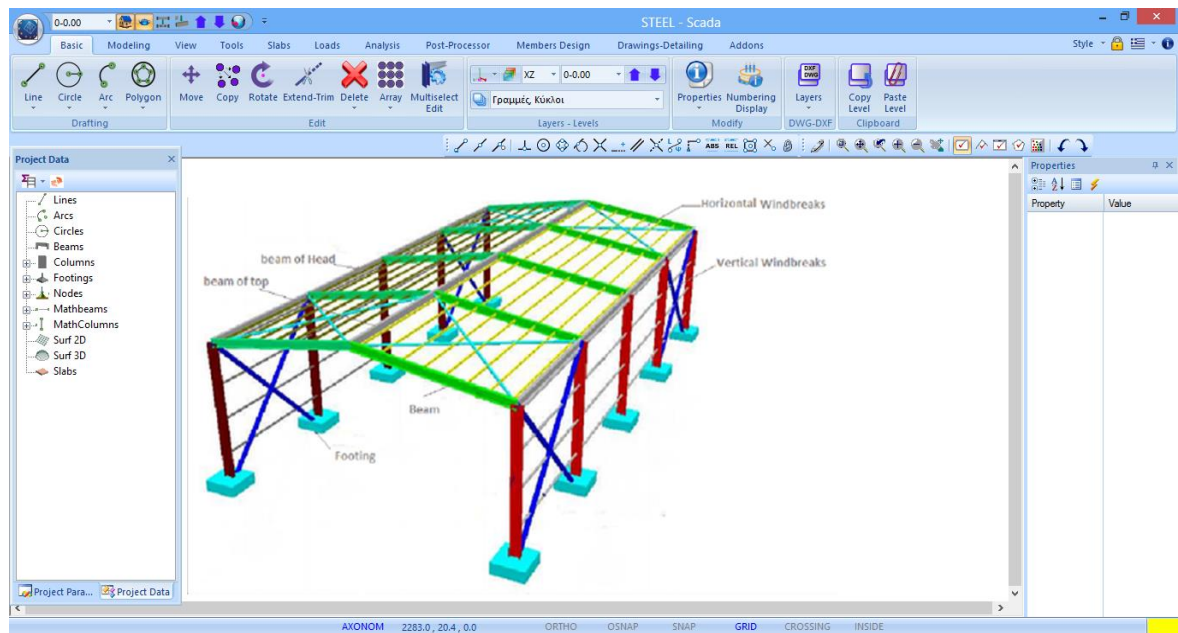 0-0.00
STEEL - Scada
Basic Modeling View Tools Slabs Loads Analysis Post-Processor Members Design Drawings-Detailing Addons Style
Line Circle Arc Polygon Move Copy Rotate Extend-Trim Delete Array Multiselect Edit
XZ 0-0.00
Γραμμές, Κύκλοι
Properties Numbering Display Layers Copy Level Paste Level
DXF
DWG
Drafting Edit Layers - Levels Modify DWG-DXF Clipboard
ABS REL
Project Data
Lines
Arcs
Circles
Beams
Columns
Footings
Nodes
Mathbeams
MathColumns
Surf 2D
Surf 3D
Slabs
Project Para... Project Data
Horizontal Windbreaks
beam of Head
Vertical Windbreaks
beam of top
Beam
Footing
Properties
Property Value
AXONOM 2283.0 , 20.4 , 0.0 ORTHO OSNAP SNAP GRID CROSSING INSIDE